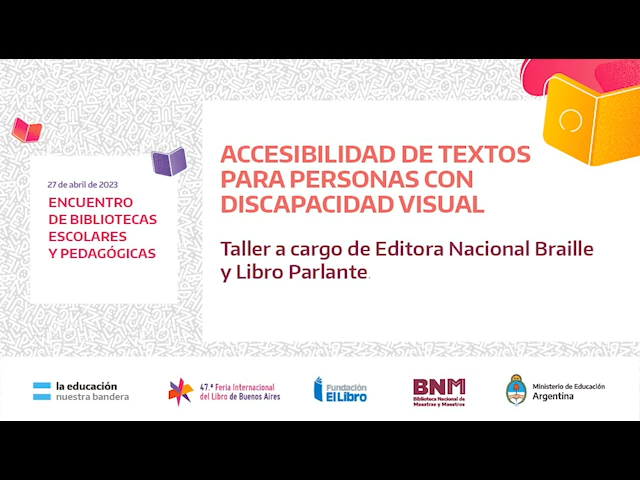 27 de abril de 2023
ENCUENTRO
DE BIBLIOTECAS
ESCOLARES
Y PEDAGÓGICAS
ACCESIBILIDAD DE TEXTOS
PARA PERSONAS CON
DISCAPACIDAD VISUAL
Taller a cargo de Editora Nacional Braille
y Libro Parlante.
la educación
nuestra bandera
47.ª Feria Internacional
del Libro de Buenos Aires
Fundación
El Libro
BNM
Biblioteca Nacional de
Maestras y Maestros
Ministerio de Educación
Argentina